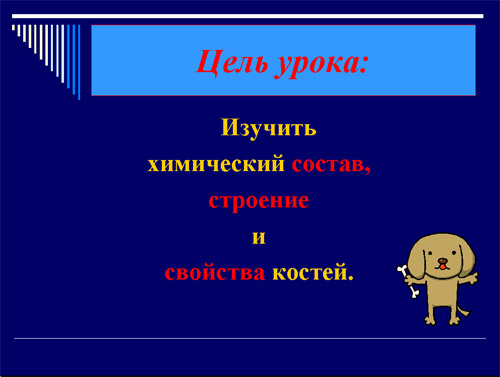 Цель урока:
Изучить
химический состав,
строение
и
свойства костей.